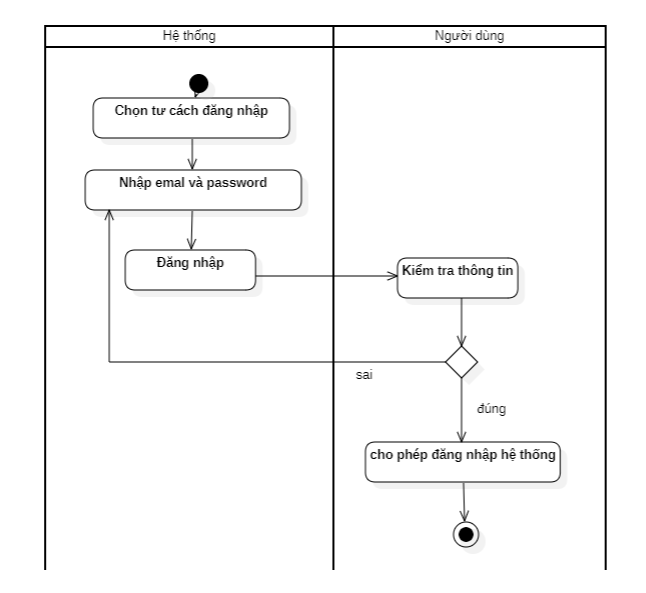 Hệ thống
Người dùng
Chọn tư cách đăng nhập
Nhập emal và password
Đăng nhập
Kiểm tra thông tin
sai
đúng
cho phép đăng nhập hệ thống